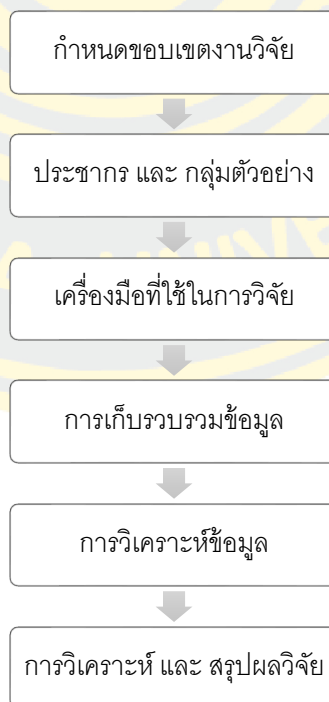 กำหนดขอบเขตงานวิจัย
ประชากร และ กลุ่มตัวอย่าง
เครื่องมือที่ใช้ในการวิจัย
การเก็บรวบรวมข้อมูล
การวิเคราะห์ข้อมูล
การวิเคราะห์ และ สรุปผลวิจัย